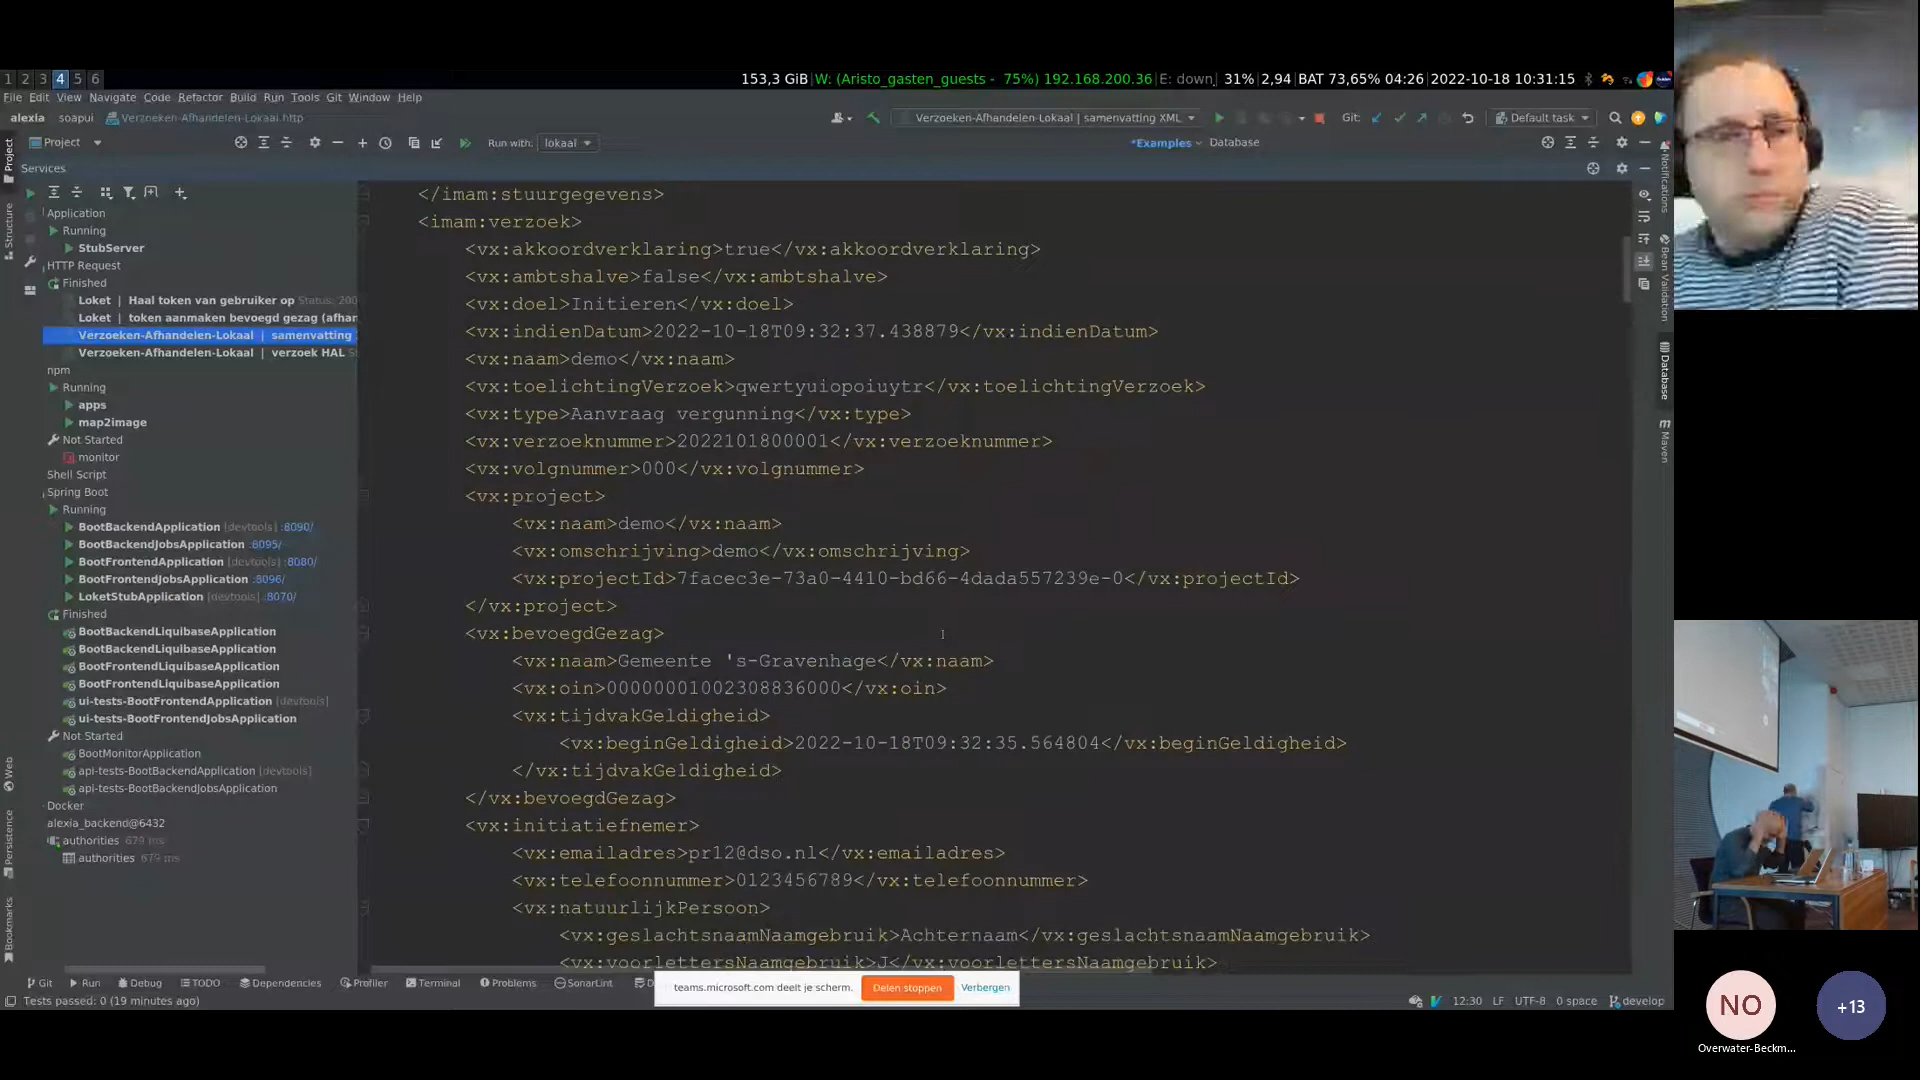 1 2 3 4 5 6
153,3 GiB|W: (Aristo_gasten_guests - 75%) 192.168.200.36|E: down| 31%|2,94|BAT 73,65% 04:26|2022-10-18 10:31:15
File Edit View Navigate Code Refactor Build Run Tools Git Window Help
alexia soapui Verzoeken-Afhandelen-Lokaal.http
Verzoeken-Afhandelen-Lokaal | samenvatting XML
Git:
Default task
Project
Run with: lokaal
*Examples
Database
Services
Application
Running
StubServer
HTTP Request
Finished
Loket | Haal token van gebruiker op Status: 200
Loket | token aanmaken bevoegd gezag (afhan
Verzoeken-Afhandelen-Lokaal | samenvatting
Verzoeken-Afhandelen-Lokaal | verzoek HAL
npm
Running
apps
map2image
Not Started
monitor
Shell Script
Spring Boot
Running
BootBackendApplication [devtools] :8090/
BootBackendJobsApplication :8095/
BootFrontendApplication [devtools] :8080/
BootFrontendJobsApplication :8096/
LoketStubApplication [devtools] :8070/
Finished
BootBackendLiquibaseApplication
BootBackendLiquibaseApplication
BootFrontendLiquibaseApplication
BootFrontendLiquibaseApplication
ui-tests-BootFrontendApplication [devtools]
ui-tests-BootFrontendJobsApplication
Not Started
BootMonitorApplication
api-tests-BootBackendApplication [devtools]
api-tests-BootBackendJobsApplication
Docker
alexia_backend@6432
authorities 679 ms
authorities 679 ms
</imam:stuurgegevens>
<imam:verzoek>
<vx:akkoordverklaring>true</vx:akkoordverklaring>
<vx:ambtshalve>false</vx:ambtshalve>
<vx:doel>Initieren</vx:doel>
<vx:indienDatum>2022-10-18T09:32:37.438879</vx:indienDatum>
<vx:naam>demo</vx:naam>
<vx:toelichtingVerzoek>qwertyuiopoiuytr</vx:toelichtingVerzoek>
<vx:type>Aanvraag vergunning</vx:type>
<vx:verzoeknummer>2022101800001</vx:verzoeknummer>
<vx:volgnummer>000</vx:volgnummer>
<vx:project>
<vx:naam>demo</vx:naam>
<vx:omschrijving>demo</vx:omschrijving>
<vx:projectId>7facec3e-73a0-4410-bd66-4dada557239e-0</vx:projectId>
</vx:project>
<vx:bevoegdGezag>
<vx:naam>Gemeente 's-Gravenhage</vx:naam>
<vx:oin>00000001002308836000</vx:oin>
<vx:tijdvakGeldigheid>
<vx:beginGeldigheid>2022-10-18T09:32:35.564804</vx:beginGeldigheid>
</vx:tijdvakGeldigheid>
</vx:bevoegdGezag>
<vx:initiatiefnemer>
<vx:emailadres>pr12@dso.nl</vx:emailadres>
<vx:telefoonnummer>0123456789</vx:telefoonnummer>
<vx:natuurlijkPersoon>
<vx:geslachtsnaamNaamgebruik>Achternaam</vx:geslachtsnaamNaamgebruik>
<vx:voorlettersNaamgebruik>J</vx:voorlettersNaamgebruik>
Project
Structure
Web
Persistence
Bookmarks
Notifications
Bean Validation
Database
Maven
Git Run Debug TODO Dependencies Profiler Terminal Problems SonarLint
teams.microsoft.com deelt je scherm. Delen stoppen Verbergen
Tests passed: 0 (19 minutes ago)
12:30 LF UTF-8 0 space develop
NO
+13
Overwater-Beckm...